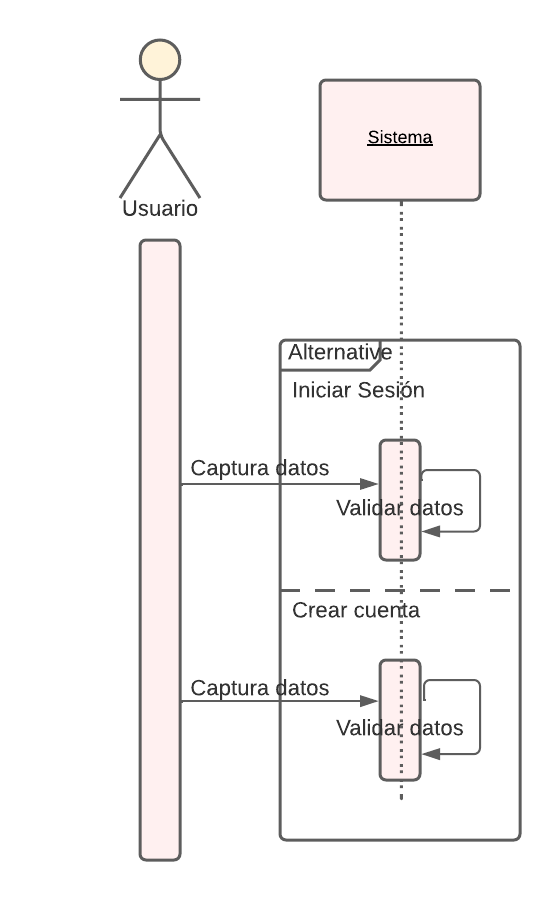 Sistema
Usuario
Alternative
Iniciar Sesión
Captura datos
Validar datos
Crear cuenta
Captura datos
Validar datos